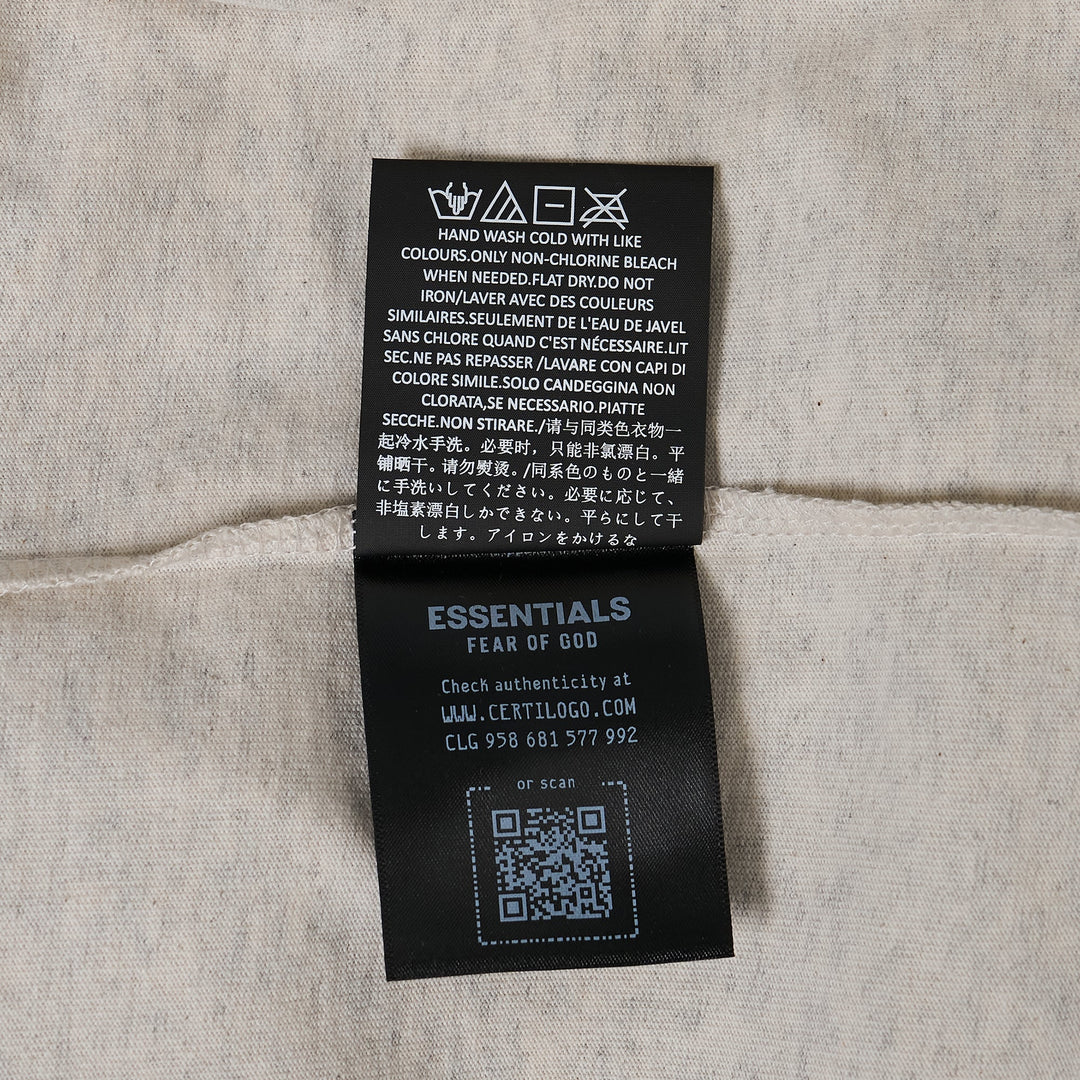 HAND WASH COLD WITH LIKE
COLOURS.ONLY NON-CHLORINE BLEACH
WHEN NEEDED.FLAT DRY.DO NOT
IRON/LAVER AVEC DES COULEURS
SIMILAIRES.SEULEMENT DE L'EAU DE JAVEL
SANS CHLORE QUAND C'EST NÉCESSAIRE.LIT
SEC.NE PAS REPASSER /LAVARE CON CAPI DI
COLORE SIMILE.SOLO CANDEGGINA NON
CLORATA,SE NECESSARIO.PIATTE
SECCHE.NON STIRARE./请与同类色衣物一
起冷水手洗。必要时，只能非氯漂白。平
铺晒干。请勿熨烫。/同系色のものと一緒
に手洗いしてください。必要に応じて、
非塩素漂白しかできない。平らにして干
します。アイロンをかけるな
ESSENTIALS
FEAR OF GOD
Check authenticity at
WWW.CERTILOGO.COM
CLG 958 681 577 992
or scan